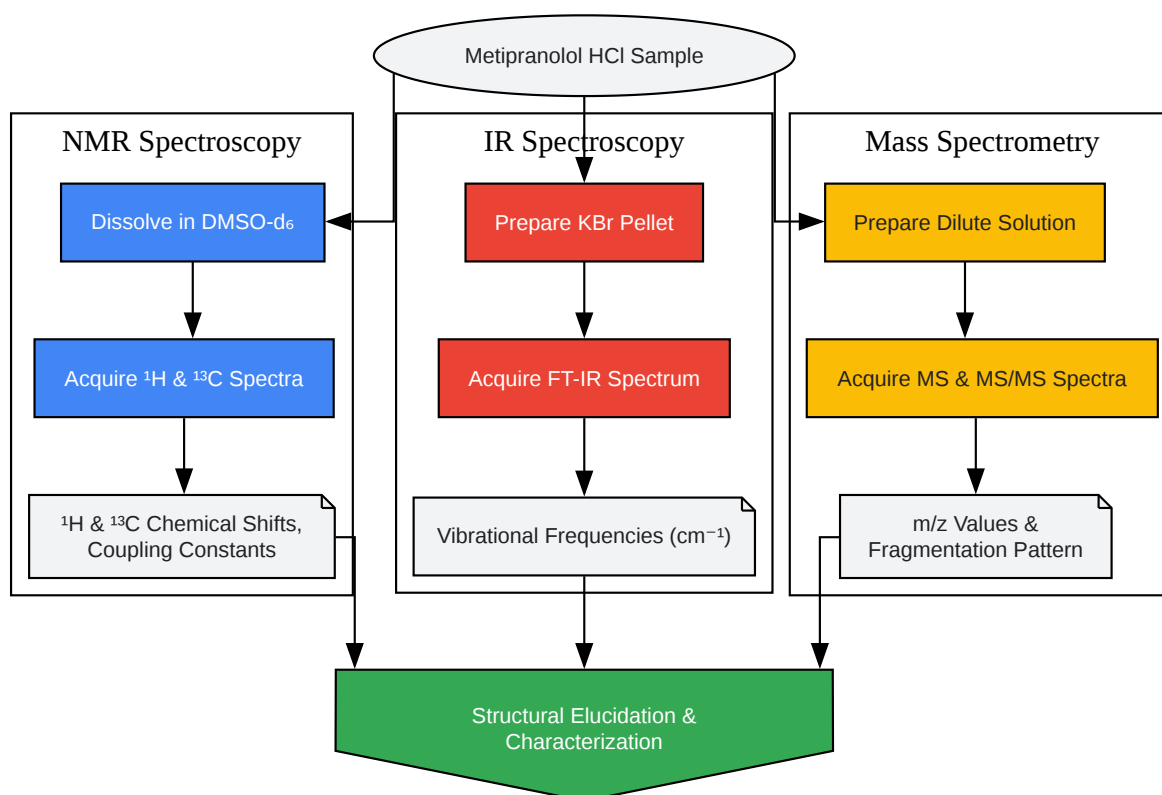 Metipranolol HCl Sample
NMR Spectroscopy
Dissolve in DMSO-d₆
Acquire ¹H & ¹³C Spectra
¹H & ¹³C Chemical Shifts,
Coupling Constants
IR Spectroscopy
Prepare KBr Pellet
Acquire FT-IR Spectrum
Vibrational Frequencies (cm⁻¹)
Mass Spectrometry
Prepare Dilute Solution
Acquire MS & MS/MS Spectra
m/z Values &
Fragmentation Pattern
Structural Elucidation &
Characterization